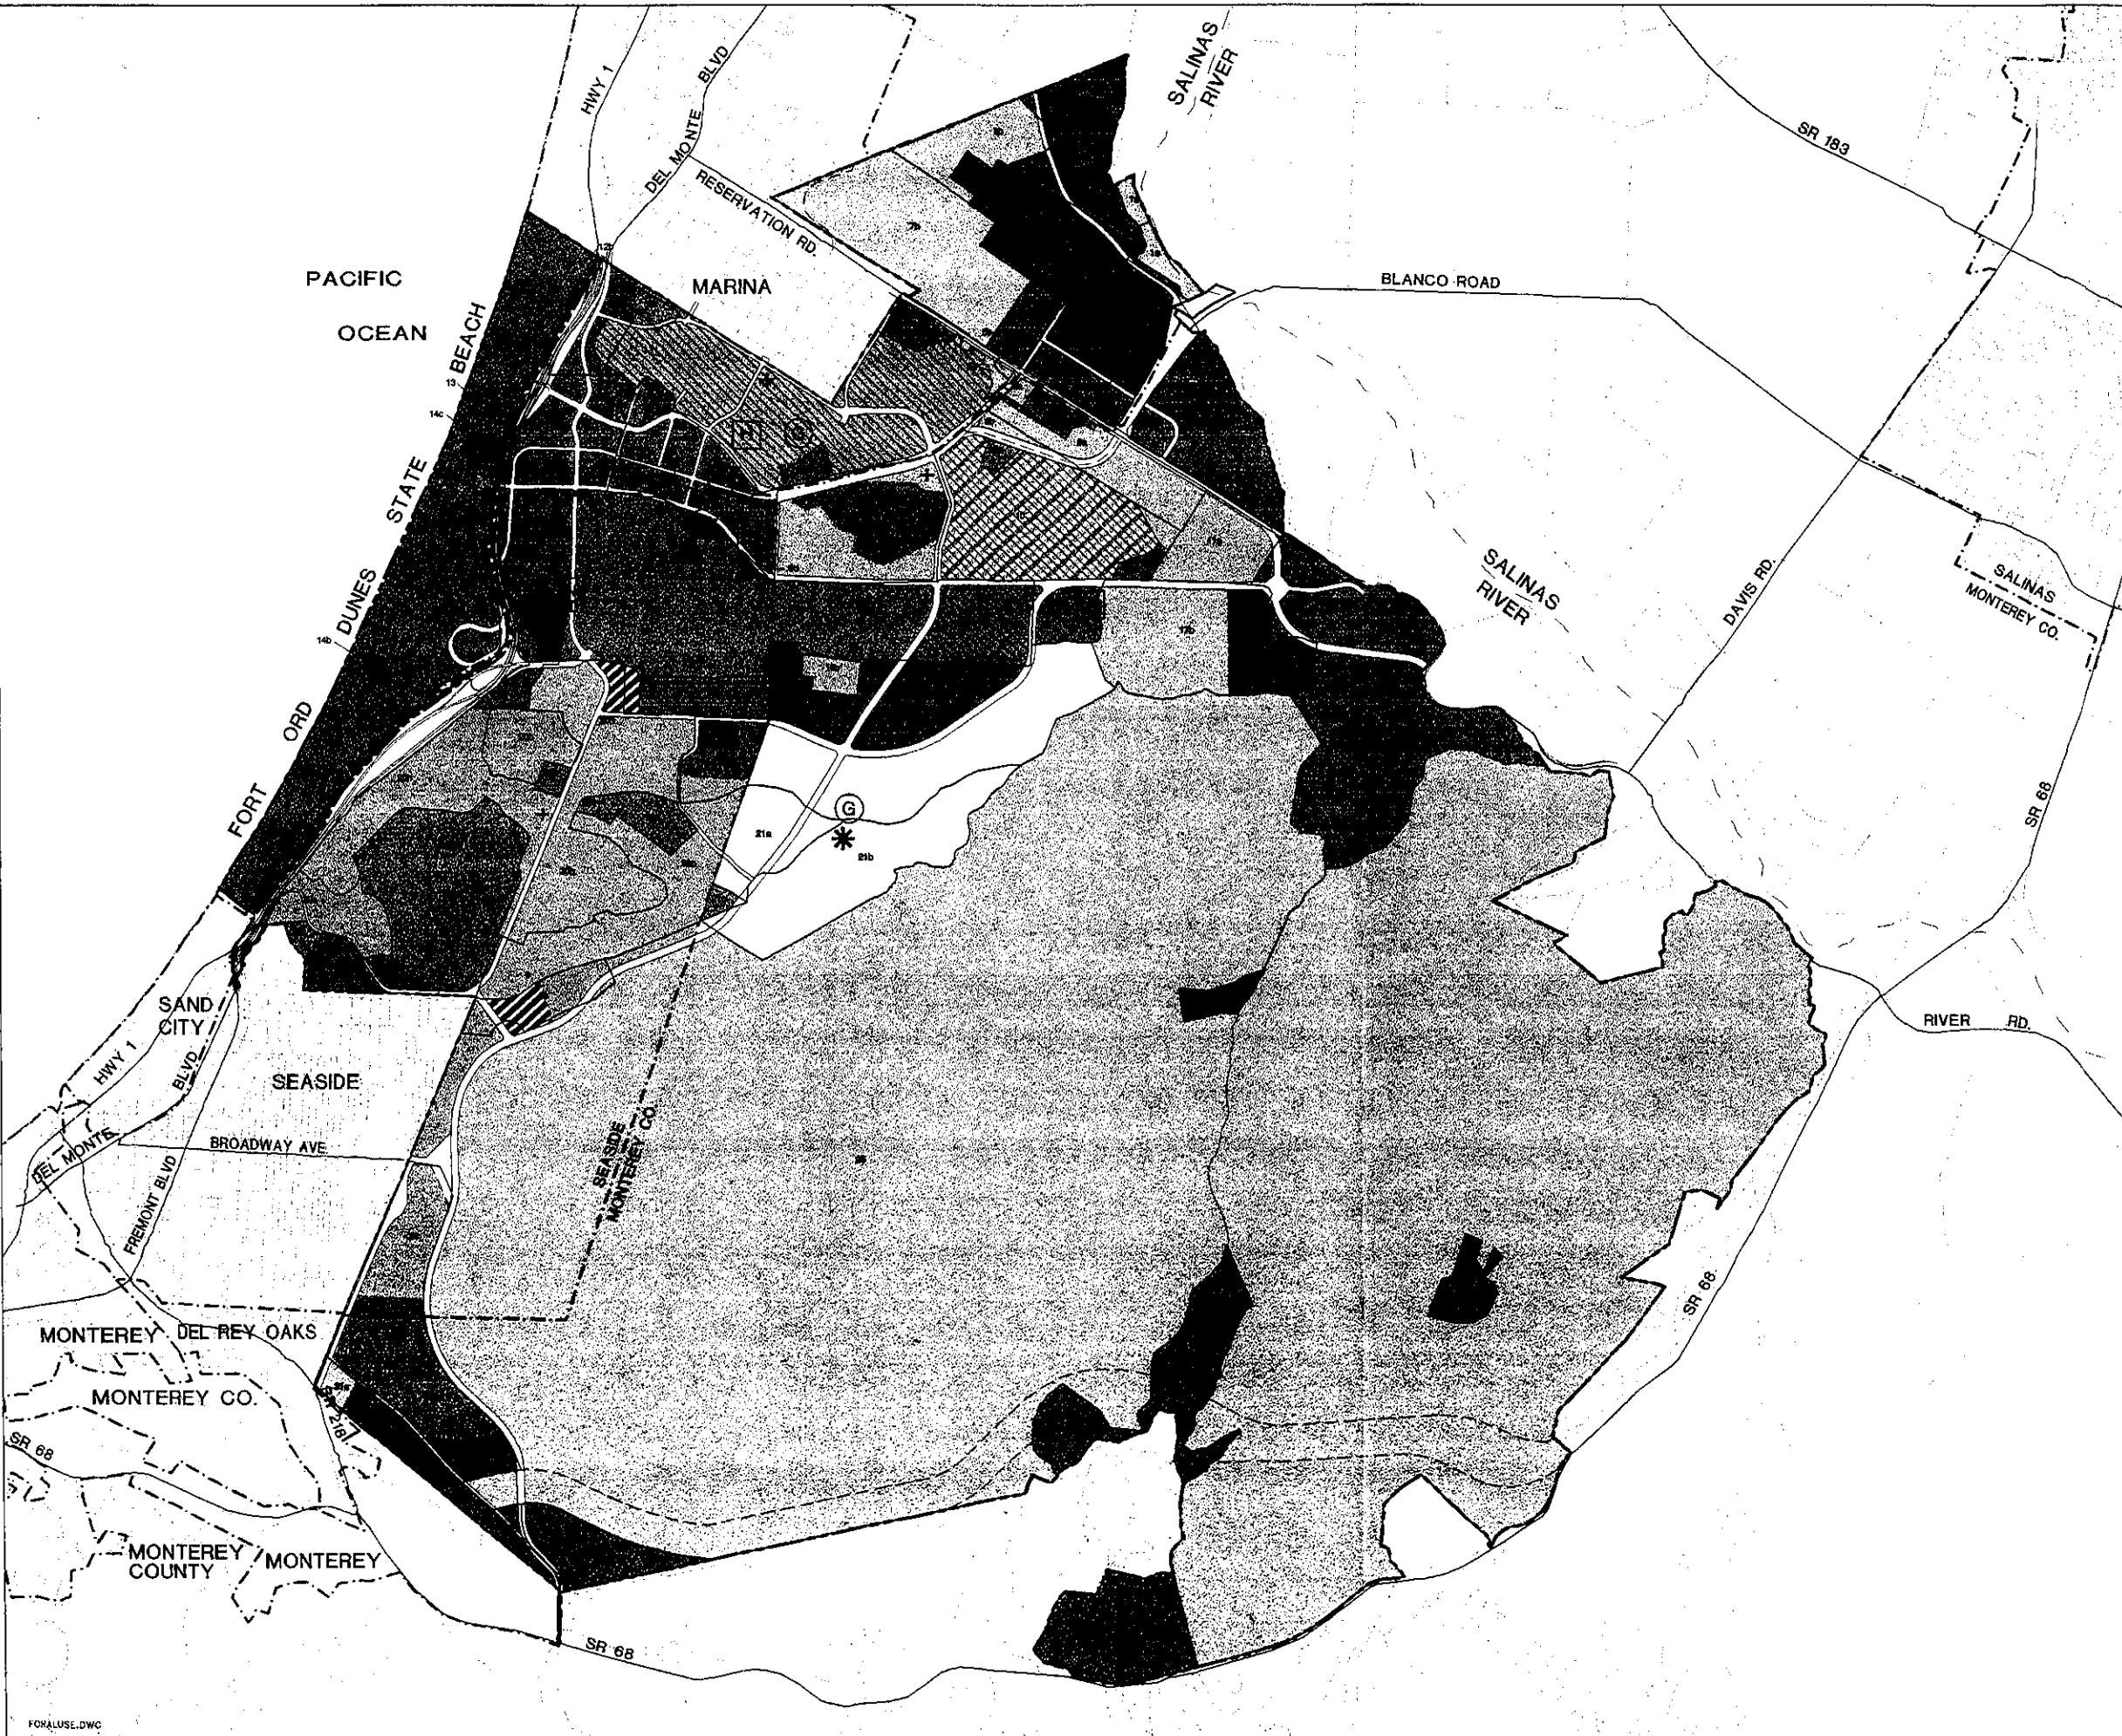 SALINAS
RIVER
HWY 1
DEL MONTE BLVD
SR 183
RESERVATION RD.
PACIFIC
OCEAN
MARINA
BLANCO ROAD
13
14c
FORT ORD DUNES STATE BEACH
H
SALINAS
RIVER
DAVIS RD.
SALINAS
MONTEREY CO.
14b
G
21a
21b
SR 68
SAND
CITY
HWY 1
RIVER RD.
SEASIDE
DEL MONTE BLVD
BROADWAY AVE
FREMONT BLVD
SEASIDE
MONTEREY CO.
SR 68
MONTEREY
DEL REY OAKS
MONTEREY CO.
SR 68
MONTEREY
COUNTY
MONTEREY
SR 68
FORALUSE.DWG